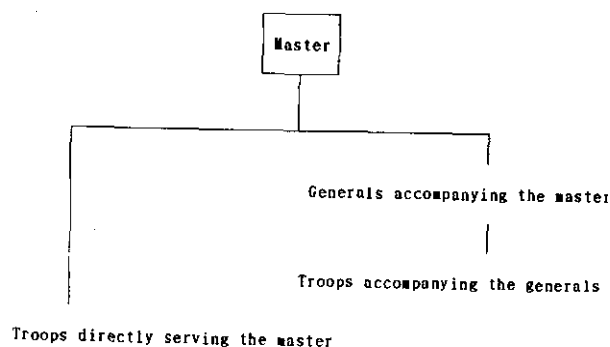 Master
Generals accompanying the master
Troops accompanying the generals
Troops directly serving the master